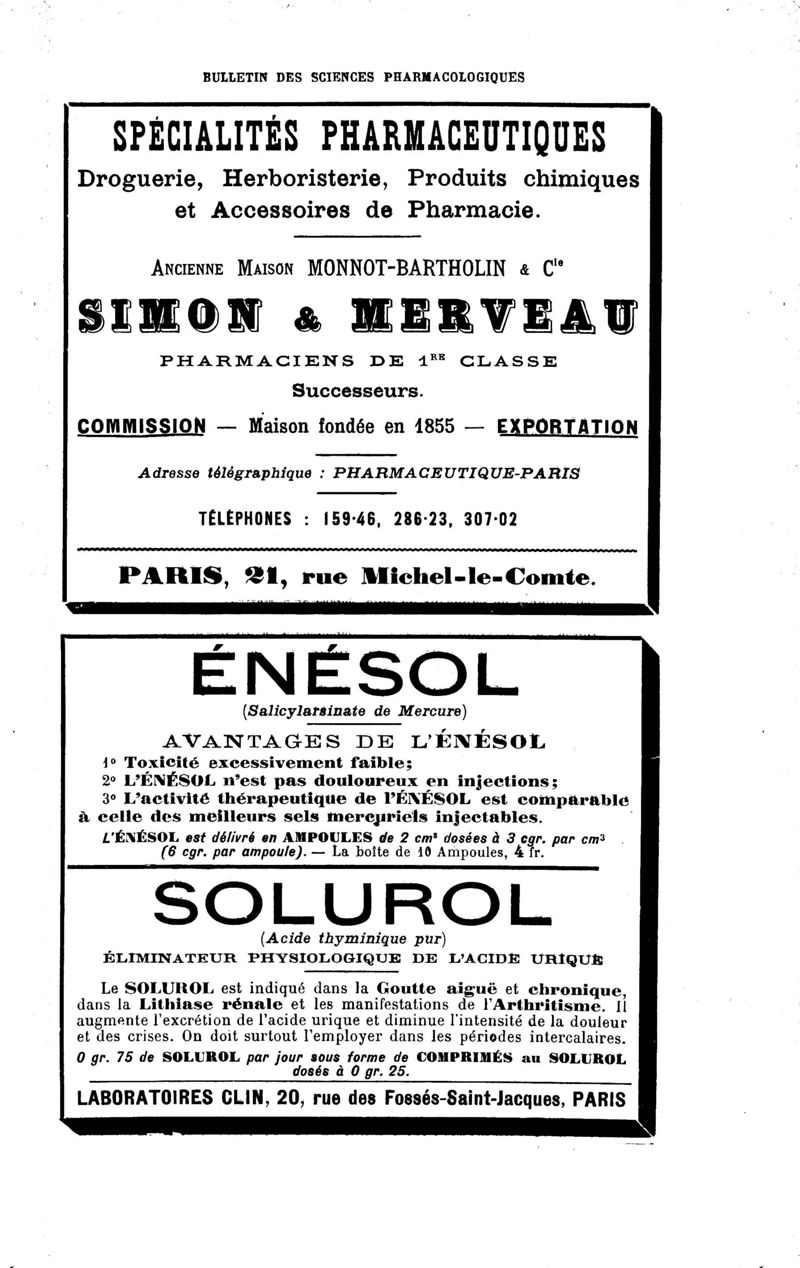 BULLETIN DES SCIENCES PHARMACOLOGIQUES
SPÉCIALITÉS PHARMACEUTIQUES
Droguerie, Herboristerie, Produits chimiques
et Accessoires de Pharmacie.
ANCIENNE MAISON MONNOT-BARTHOLIN & Cie
SIMON & MERVEAU
PHARMACIENS DE 1RE CLASSE
Successeurs.
COMMISSION — Maison fondée en 1855 — EXPORTATION
Adresse télégraphique : PHARMACEUTIQUE-PARIS
TÉLÉPHONES : 159·46, 286·23, 307·02
PARIS, 21, rue Michel-le-Comte.
ÉNÉSOL
(Salicylarsinate de Mercure)
AVANTAGES DE L'ÉNÉSOL
1° Toxicité excessivement faible;
2° L'ÉNÉSOL n'est pas douloureux en injections;
3° L'activité thérapeutique de l'ÉNÉSOL est comparable
à celle des meilleurs sels mercuriels injectables.
L'ÉNÉSOL est délivré en AMPOULES de 2 cm³ dosées à 3 cgr. par cm³
(6 cgr. par ampoule). — La boîte de 10 Ampoules, 4 fr.
SOLUROL
(Acide thyminique pur)
ÉLIMINATEUR PHYSIOLOGIQUE DE L'ACIDE URIQUE
Le SOLUROL est indiqué dans la Goutte aiguë et chronique,
dans la Lithiase rénale et les manifestations de l'Arthritisme. Il
augmente l'excrétion de l'acide urique et diminue l'intensité de la douleur
et des crises. On doit surtout l'employer dans les périodes intercalaires.
0 gr. 75 de SOLUROL par jour sous forme de COMPRIMÉS au SOLUROL
dosés à 0 gr. 25.
LABORATOIRES CLIN, 20, rue des Fossés-Saint-Jacques, PARIS